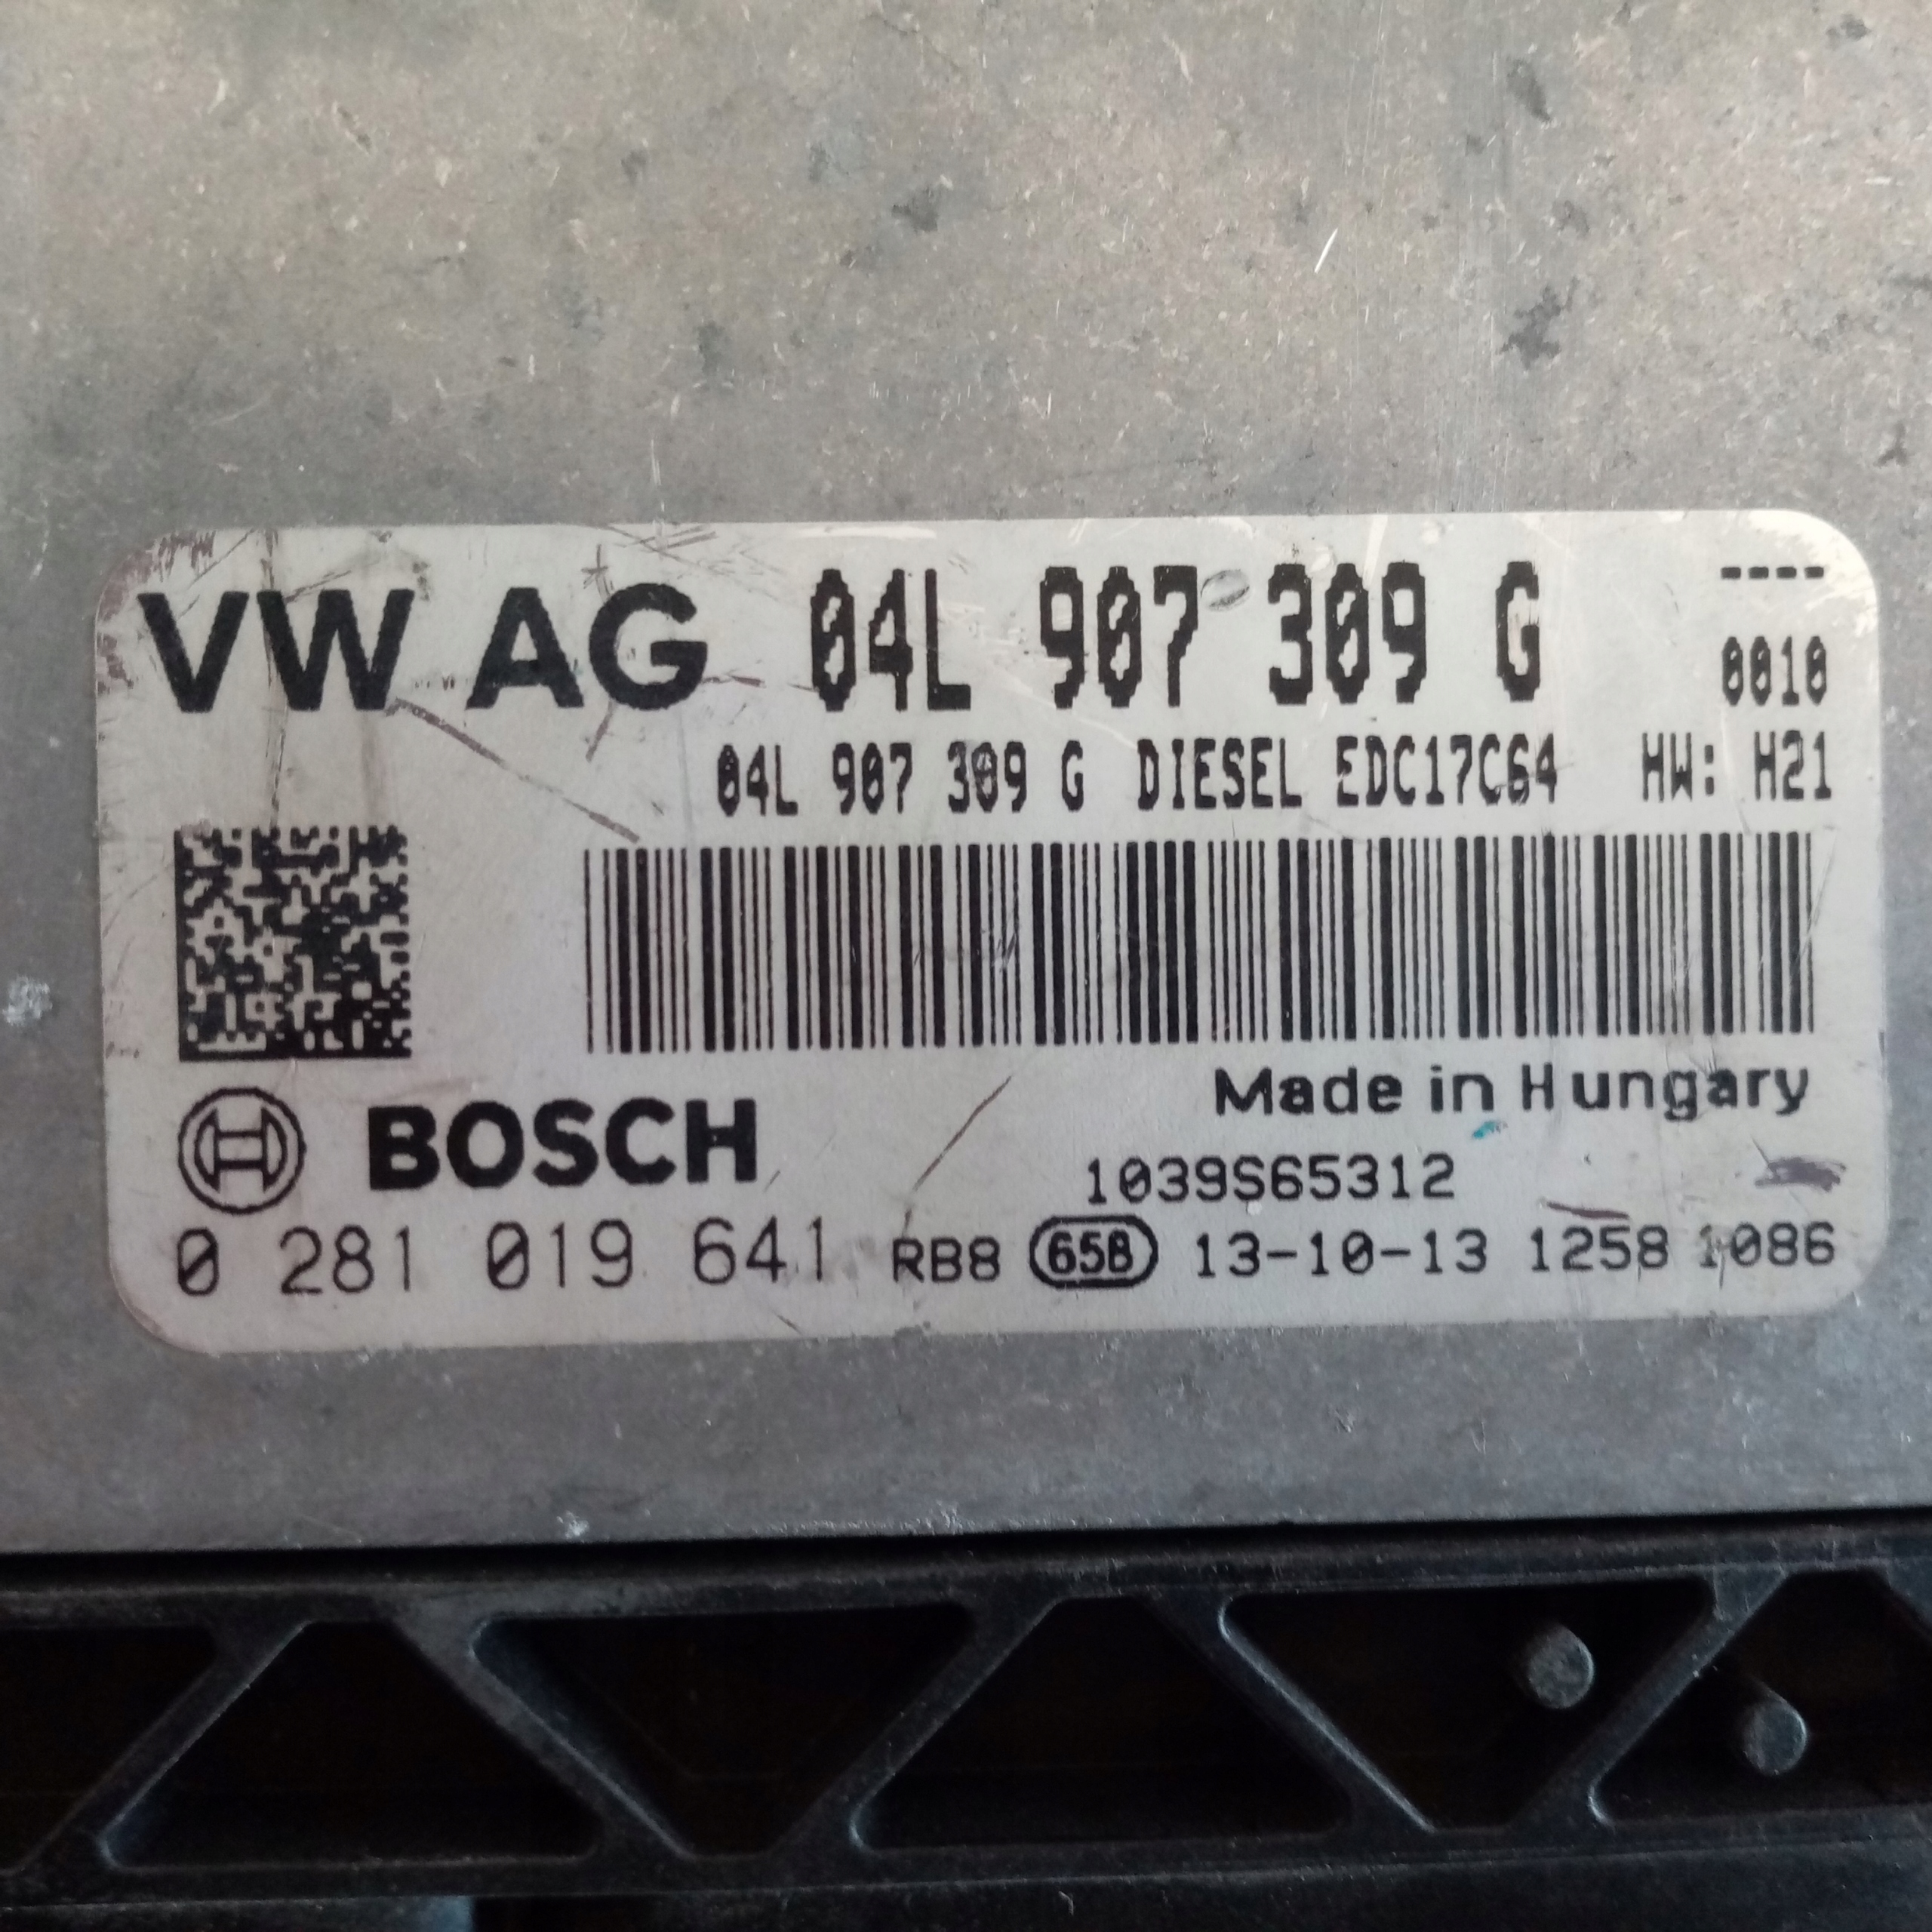 VW AG 04L 907 309 G ----
0010
04L 907 309 G DIESEL EDC17C64 HW: H21
Made in Hungary
BOSCH
1039S65312
0 281 019 641 RB8 65B 13-10-13 1258 1086